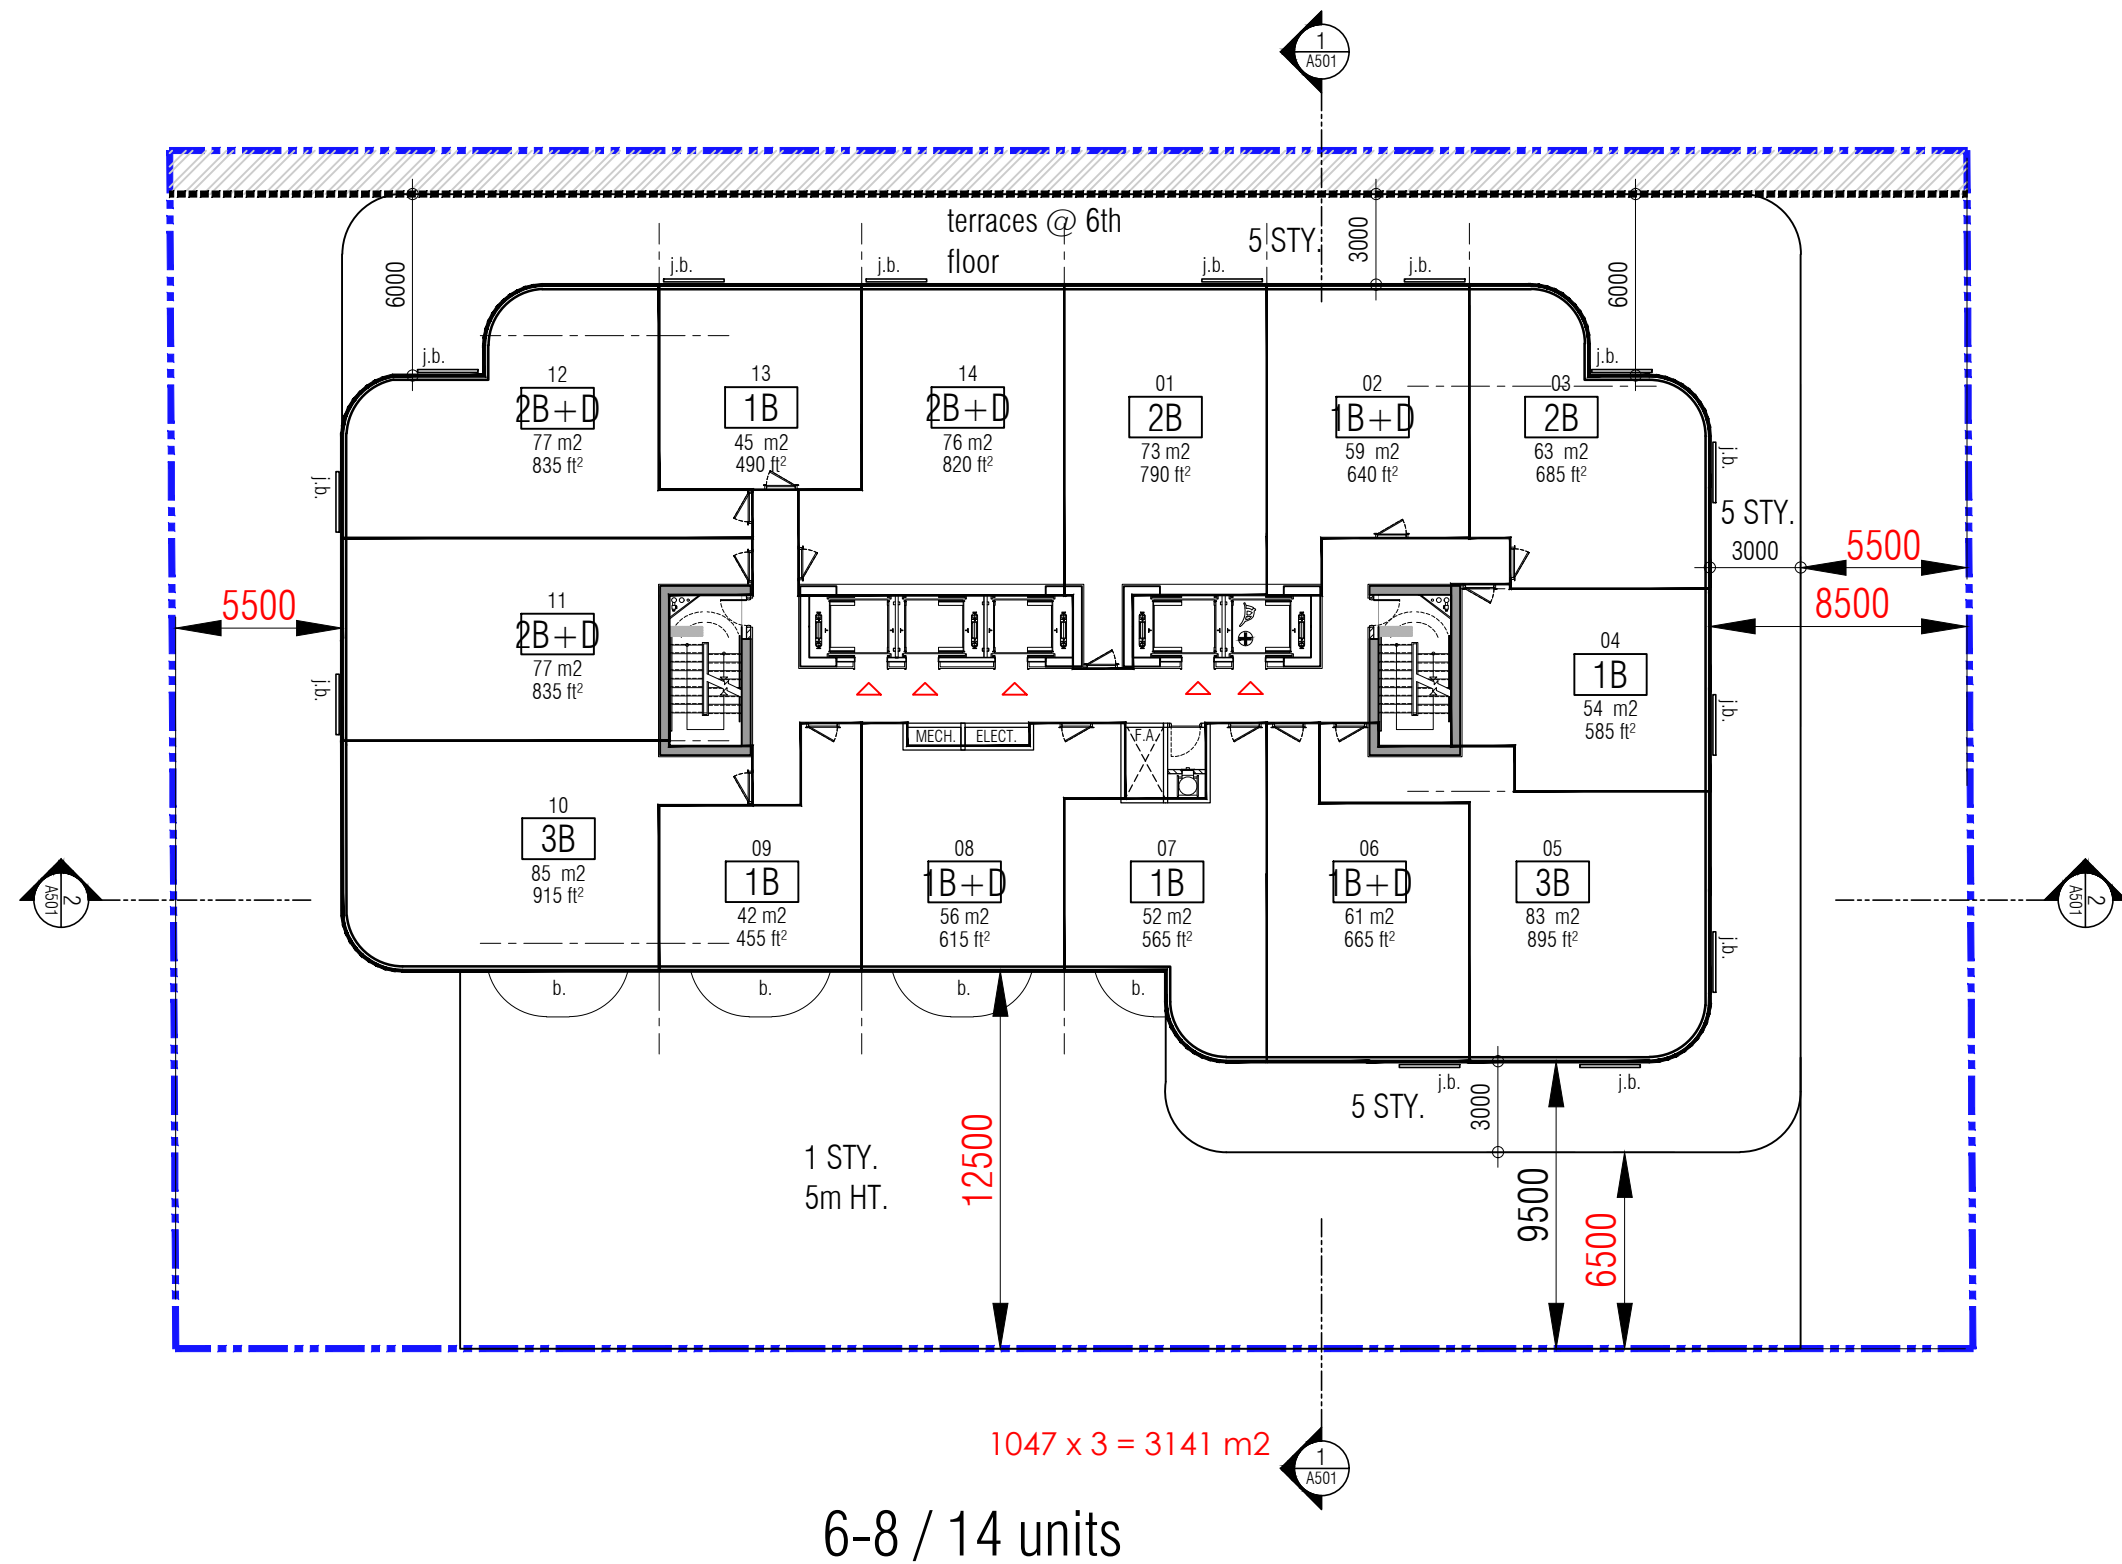 1
A501
terraces @ 6th
floor
5 STY.
3000
6000
6000
j.b.
j.b.
j.b.
j.b.
j.b.
j.b.
12
2B+D
77 m2
835 ft²
13
1B
45 m2
490 ft²
14
2B+D
76 m2
820 ft²
01
2B
73 m2
790 ft²
02
1B+D
59 m2
640 ft²
03
2B
63 m2
685 ft²
j.b.
j.b.
5 STY.
3000
5500
8500
5500
11
2B+D
77 m2
835 ft²
04
1B
54 m2
585 ft²
j.b.
j.b.
MECH.
ELECT.
F.A.
10
3B
85 m2
915 ft²
09
1B
42 m2
455 ft²
08
1B+D
56 m2
615 ft²
07
1B
52 m2
565 ft²
06
1B+D
61 m2
665 ft²
05
3B
83 m2
895 ft²
2
A501
2
A501
j.b.
b.
b.
b.
b.
j.b.
j.b.
5 STY.
3000
1 STY.
5m HT.
12500
9500
6500
1047 x 3 = 3141 m2
1
A501
6-8 / 14 units